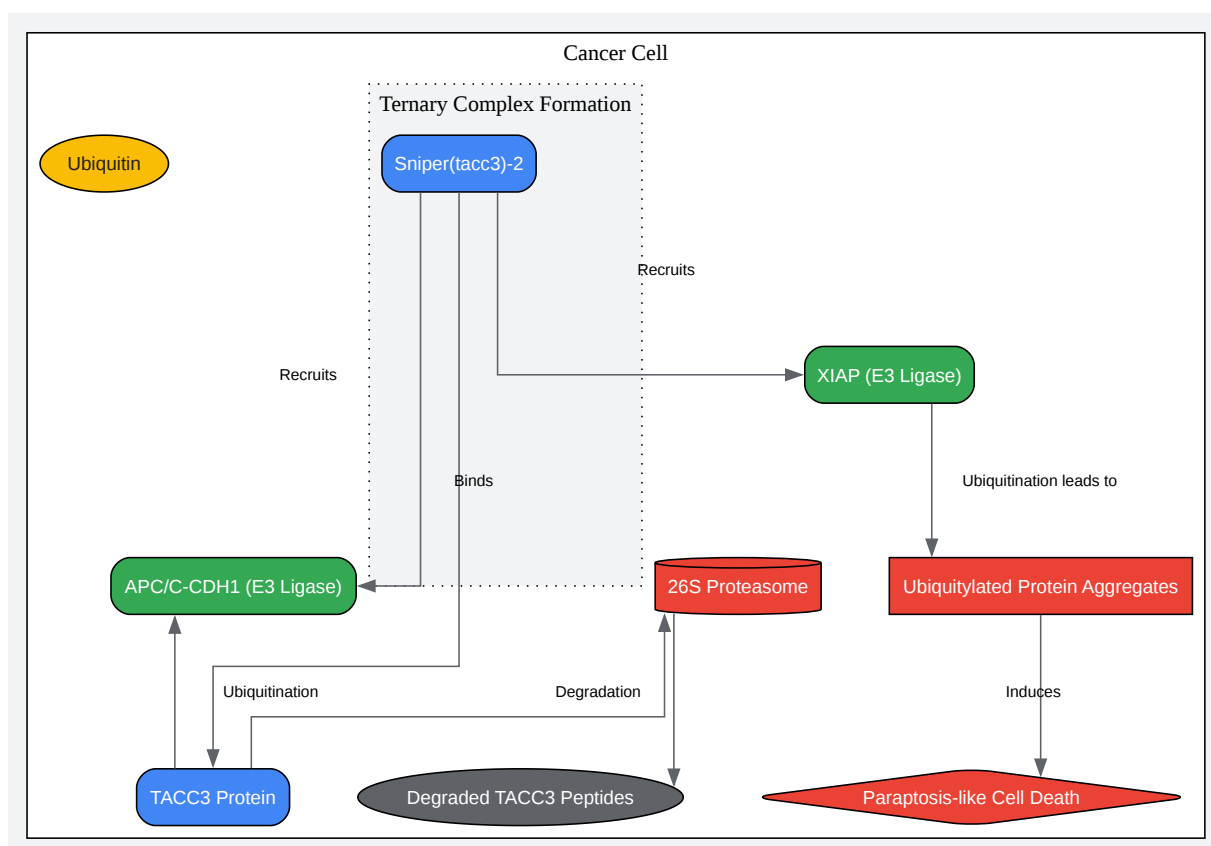 Cancer Cell
Ternary Complex Formation
Ubiquitin
Sniper(tacc3)-2
Recruits
Recruits
XIAP (E3 Ligase)
Binds
Ubiquitination leads to
APC/C-CDH1 (E3 Ligase)
26S Proteasome
Ubiquitylated Protein Aggregates
Ubiquitination
Degradation
Induces
TACC3 Protein
Degraded TACC3 Peptides
Paraptosis-like Cell Death